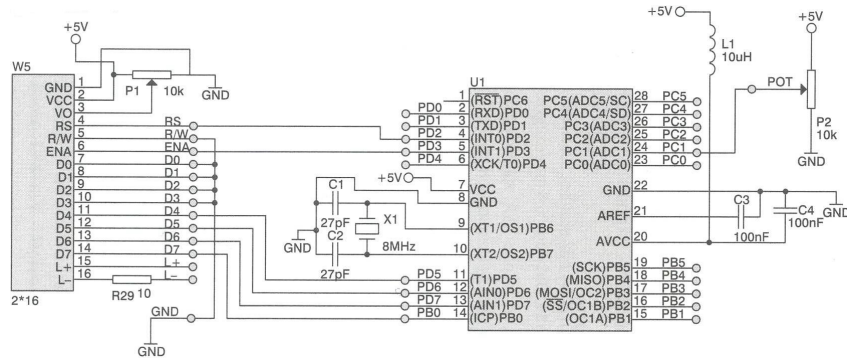 +5V
W5
GND 1
VCC 2
VO 3
RS 4
R/W 5
ENA 6
D0 7
D1 8
D2 9
D3 10
D4 11
D5 12
D6 13
D7 14
L+ 15
L− 16
2*16
P1
10k
GND
RS
R/W
ENA
D0
D1
D2
D3
D4
D5
D6
D7
L+
L−
R29 10
GND
GND
PD0
PD1
PD2
PD3
PD4
+5V
C1
27pF
C2
27pF
GND
X1
8MHz
PD5
PD6
PD7
PB0
U1
1 (RST)PC6
2 (RXD)PD0
3 (TXD)PD1
4 (INT0)PD2
5 (INT1)PD3
6 (XCK/T0)PD4
7 VCC
8 GND
9 (XT1/OS1)PB6
10 (XT2/OS2)PB7
11 (T1)PD5
12 (AIN0)PD6
13 (AIN1)PD7
14 (ICP)PB0
PC5(ADC5/SC) 28 PC5
PC4(ADC4/SD) 27 PC4
PC3(ADC3) 26 PC3
PC2(ADC2) 25 PC2
PC1(ADC1) 24 PC1
PC0(ADC0) 23 PC0
GND 22
AREF 21
AVCC 20
(SCK)PB5 19 PB5
(MISO)PB4 18 PB4
(MOSI/OC2)PB3 17 PB3
(SS/OC1B)PB2 16 PB2
(OC1A)PB1 15 PB1
+5V
L1
10uH
+5V
POT
P2
10k
GND
C3
100nF
C4
100nF
GND